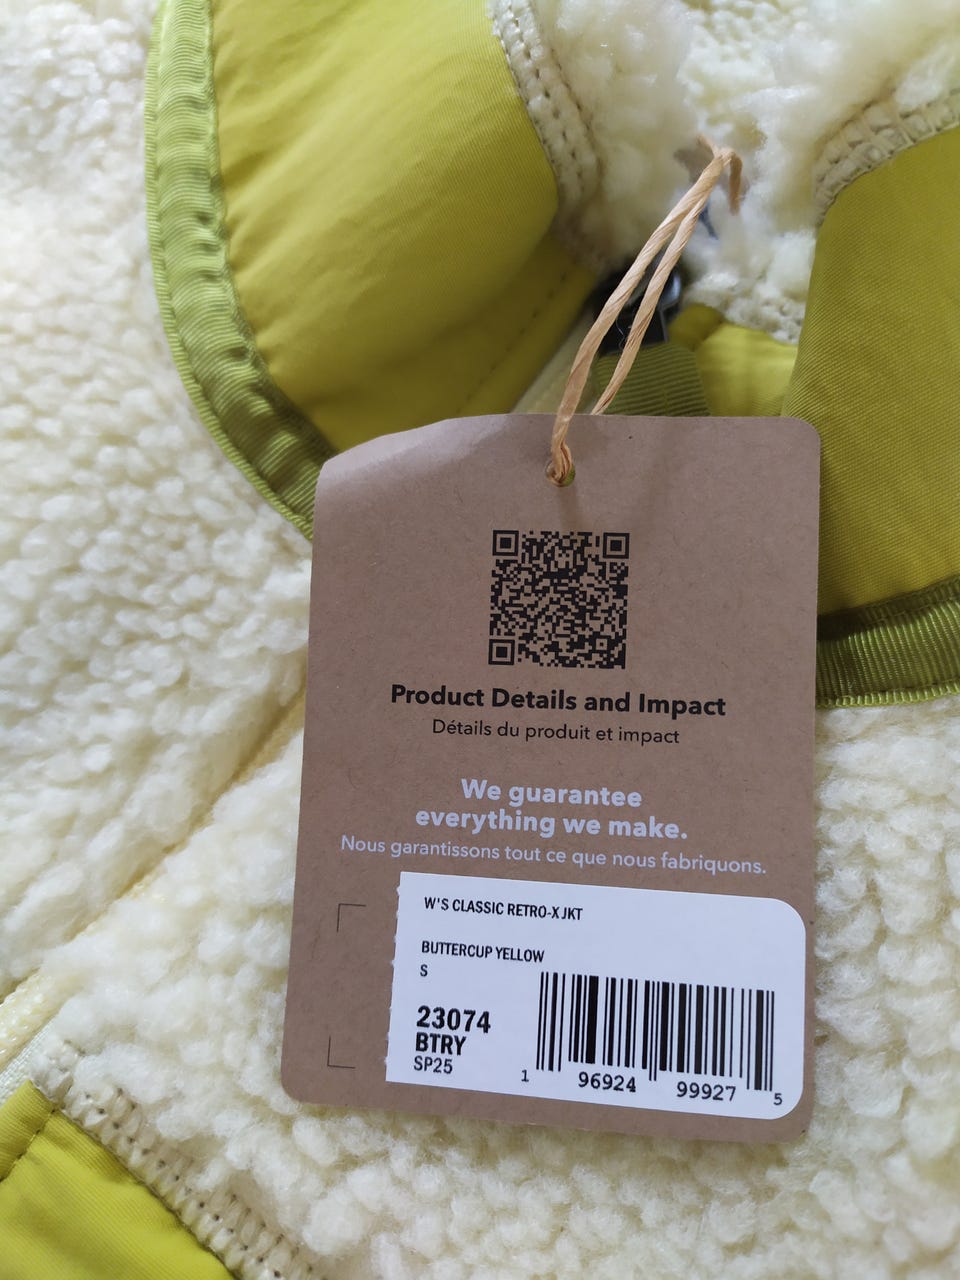 Product Details and Impact
Détails du produit et impact
We guarantee
everything we make.
Nous garantissons tout ce que nous fabriquons.
W'S CLASSIC RETRO-X JKT
BUTTERCUP YELLOW
S
23074
BTRY
SP25
1 96924 99927 5